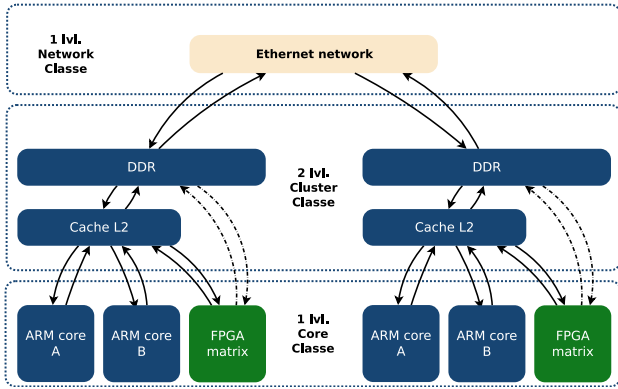 1 lvl.
Network
Classe
Ethernet network
DDR
2 lvl.
Cluster
Classe
DDR
Cache L2
Cache L2
ARM core
A
ARM core
B
FPGA
matrix
1 lvl.
Core
Classe
ARM core
A
ARM core
B
FPGA
matrix